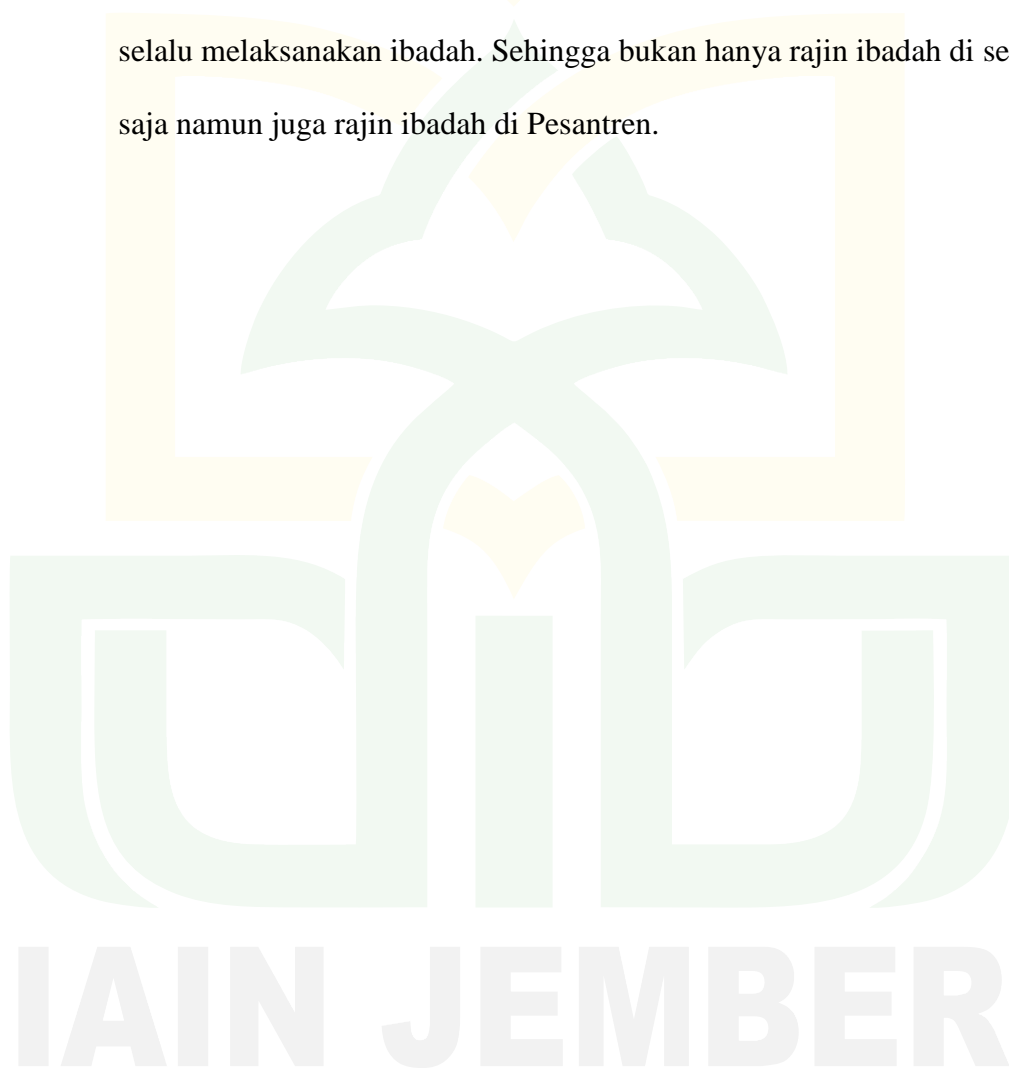 selalu melaksanakan ibadah. Sehingga bukan hanya rajin ibadah di se
saja namun juga rajin ibadah di Pesantren.
IAIN JEMBER